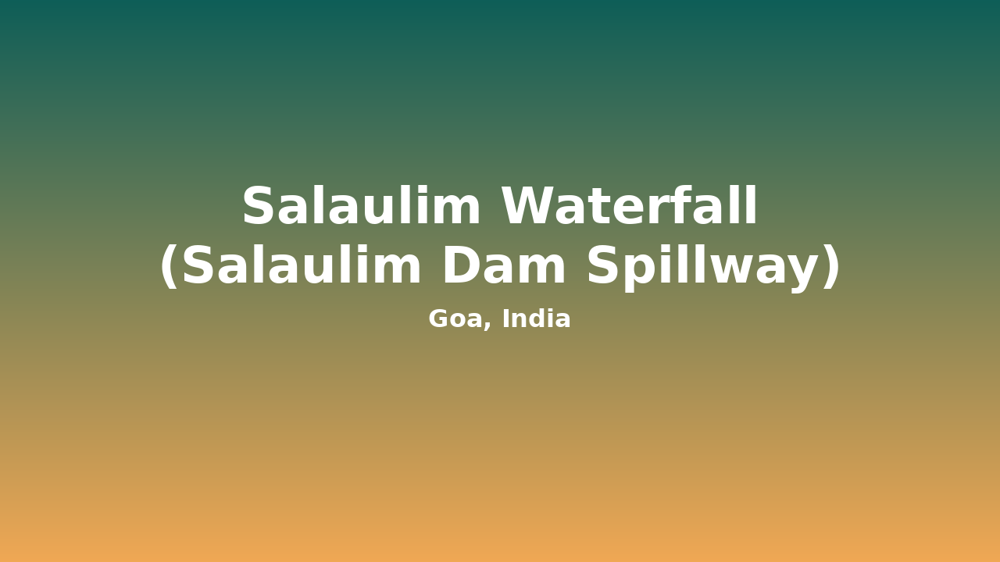 Salaulim Waterfall
(Salaulim Dam Spillway)
Goa, India